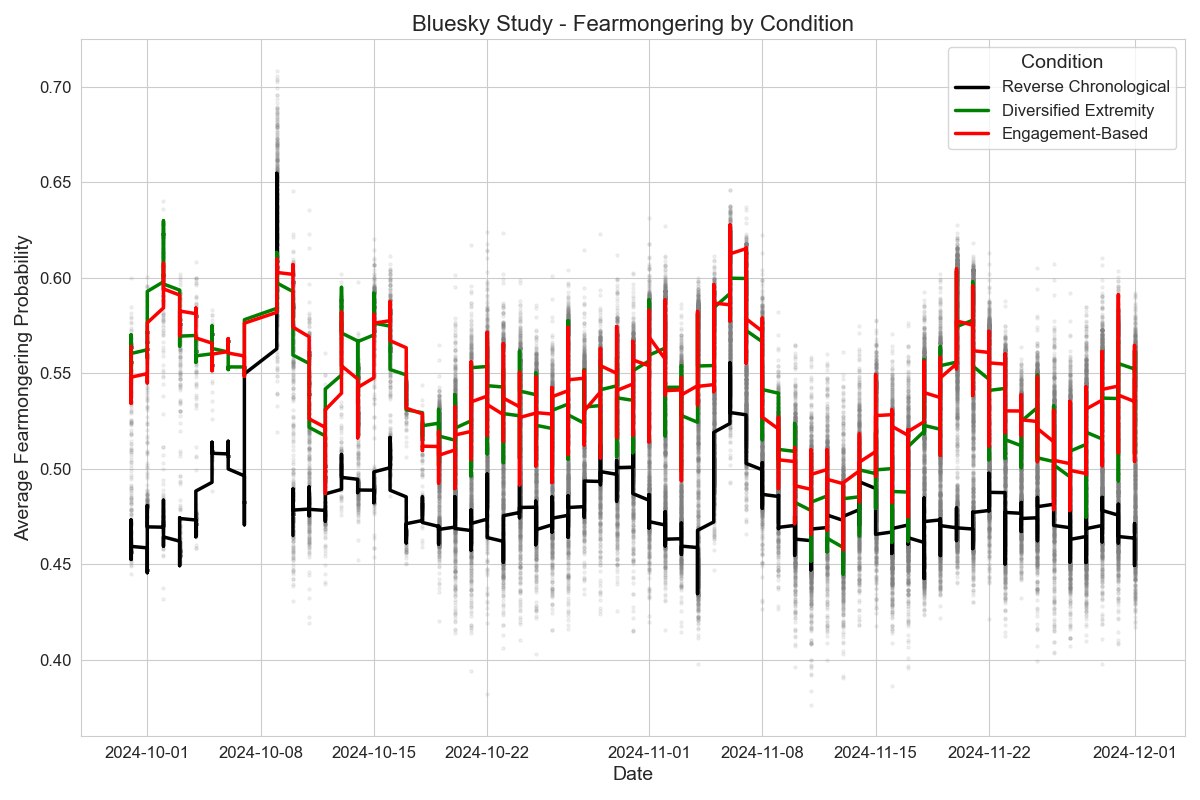 Bluesky Study - Fearmongering by Condition
Condition
Reverse Chronological
Diversified Extremity
Engagement-Based
Average Fearmongering Probability
0.70
0.65
0.60
0.55
0.50
0.45
0.40
2024-10-01
2024-10-08
2024-10-15
2024-10-22
2024-11-01
2024-11-08
2024-11-15
2024-11-22
2024-12-01
Date